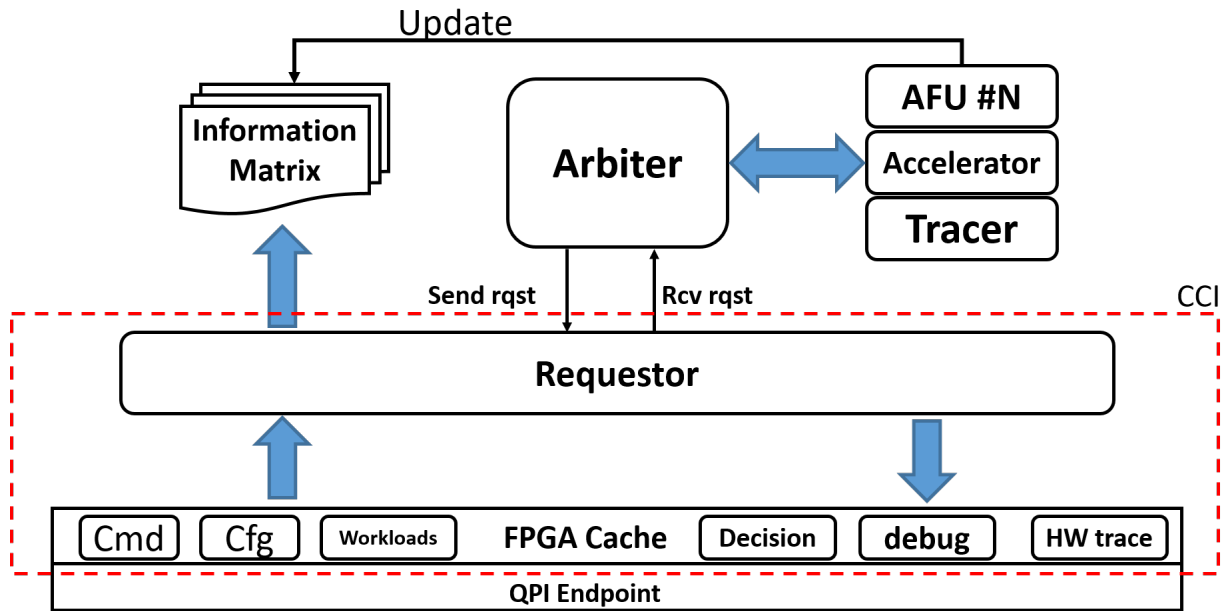 Update
Information
Matrix
Arbiter
AFU #N
Accelerator
Tracer
Send rqst
Rcv rqst
CCI
Requestor
Cmd
Cfg
Workloads
FPGA Cache
Decision
debug
HW trace
QPI Endpoint